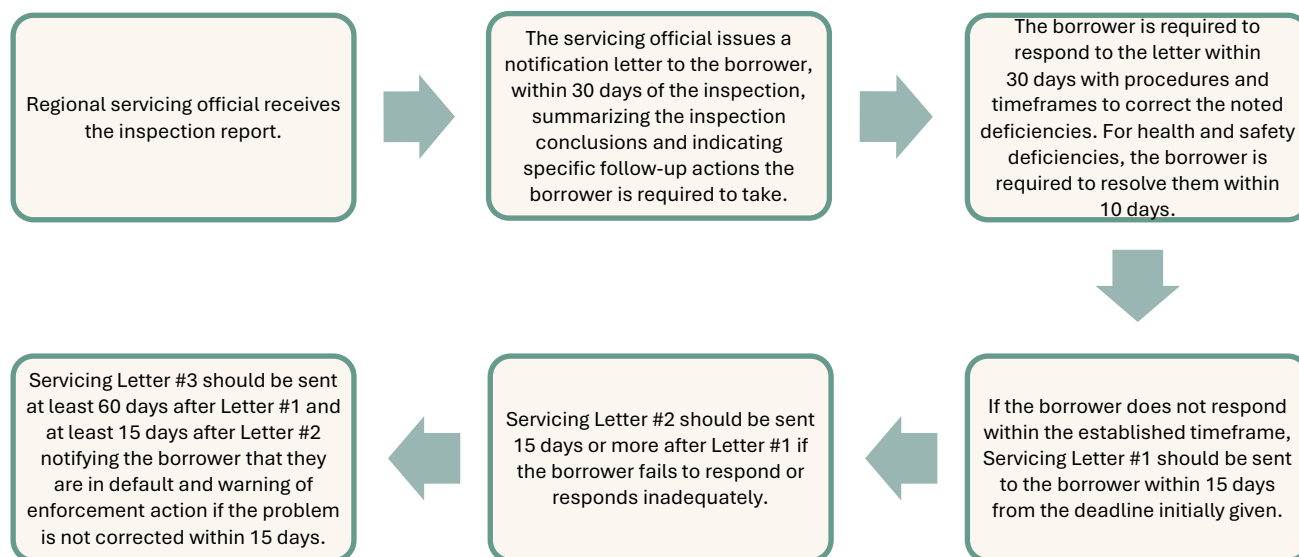 Regional servicing official receives
the inspection report.
The servicing official issues a
notification letter to the borrower,
within 30 days of the inspection,
summarizing the inspection
conclusions and indicating
specific follow-up actions the
borrower is required to take.
The borrower is required to
respond to the letter within
30 days with procedures and
timeframes to correct the noted
deficiencies. For health and safety
deficiencies, the borrower is
required to resolve them within
10 days.
If the borrower does not respond
within the established timeframe,
Servicing Letter #1 should be sent
to the borrower within 15 days
from the deadline initially given.
Servicing Letter #2 should be sent
15 days or more after Letter #1 if
the borrower fails to respond or
responds inadequately.
Servicing Letter #3 should be sent
at least 60 days after Letter #1 and
at least 15 days after Letter #2
notifying the borrower that they
are in default and warning of
enforcement action if the problem
is not corrected within 15 days.